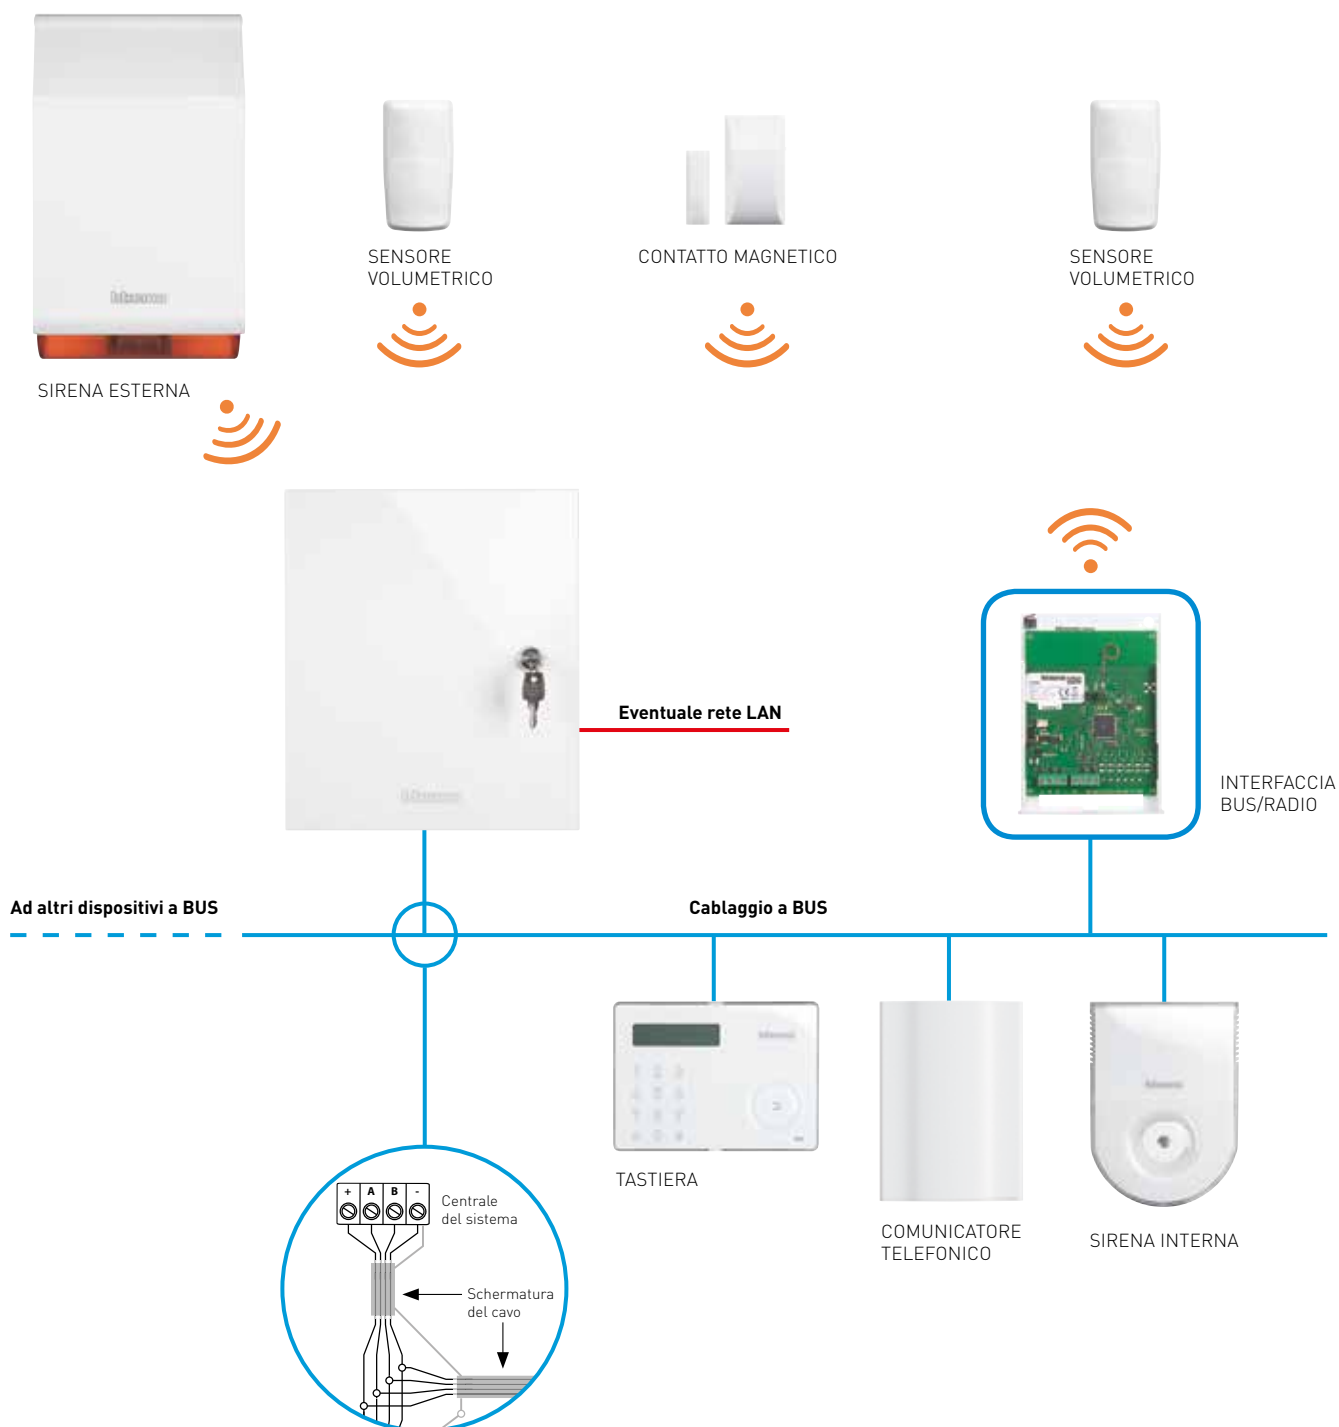 SENSORE
VOLUMETRICO
CONTATTO MAGNETICO
SENSORE
VOLUMETRICO
SIRENA ESTERNA
Eventuale rete LAN
INTERFACCIA
BUS/RADIO
Ad altri dispositivi a BUS
Cablaggio a BUS
TASTIERA
COMUNICATORE
TELEFONICO
SIRENA INTERNA
+ A B -
Centrale
del sistema
Schermatura
del cavo